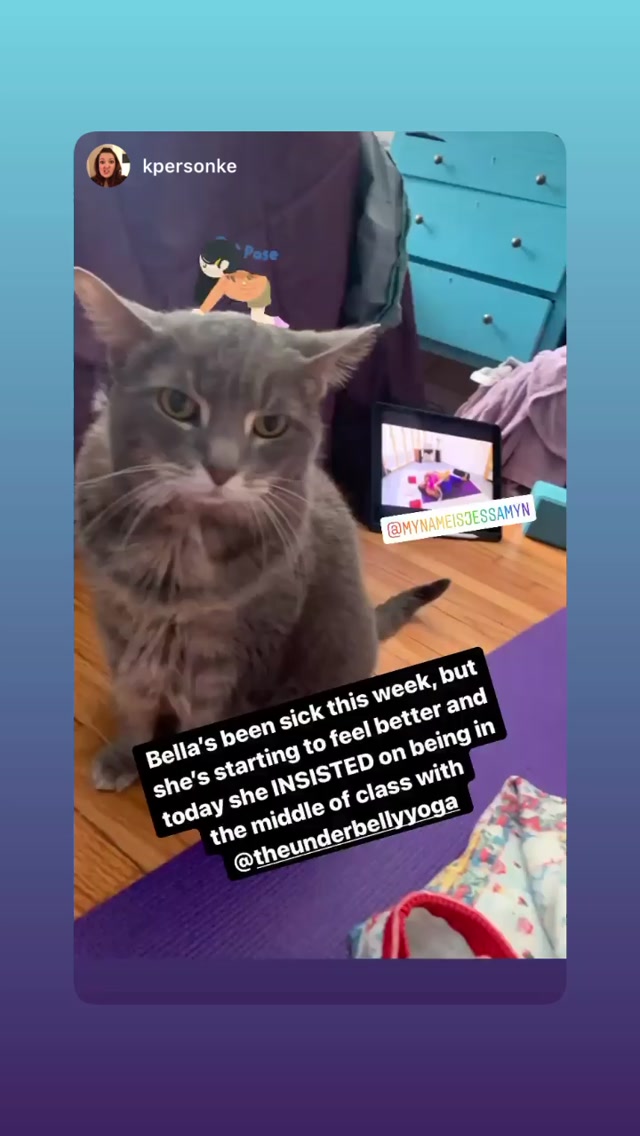 kpersonke
Pose
@MYNAMEISJESSAMYN
Bella's been sick this week, but
she's starting to feel better and
today she INSISTED on being in
the middle of class with
@theunderbellyyoga